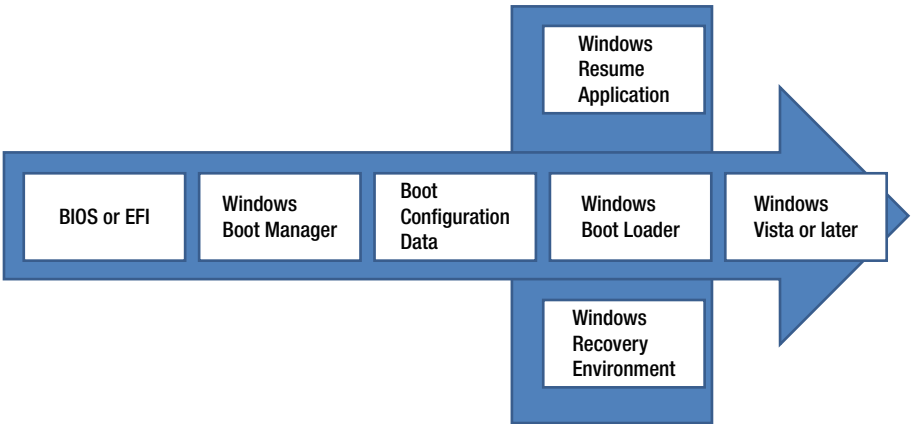 Windows
Resume
Application
BIOS or EFI
Windows
Boot Manager
Boot
Configuration
Data
Windows
Boot Loader
Windows
Vista or later
Windows
Recovery
Environment